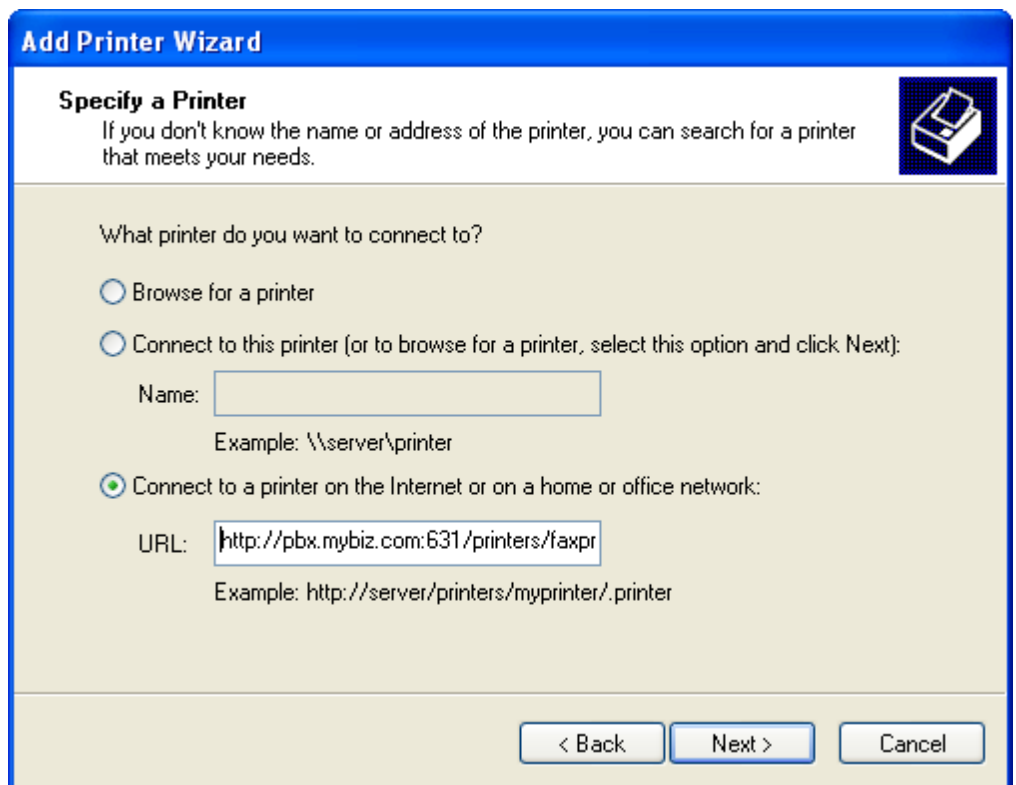 Add Printer Wizard
Specify a Printer
If you don't know the name or address of the printer, you can search for a printer
that meets your needs.
What printer do you want to connect to?
Browse for a printer
Connect to this printer (or to browse for a printer, select this option and click Next):
Name:
Example: \\server\printer
Connect to a printer on the Internet or on a home or office network:
URL: http://pbx.mybiz.com:631/printers/faxpr
Example: http://server/printers/myprinter/.printer
< Back Next > Cancel